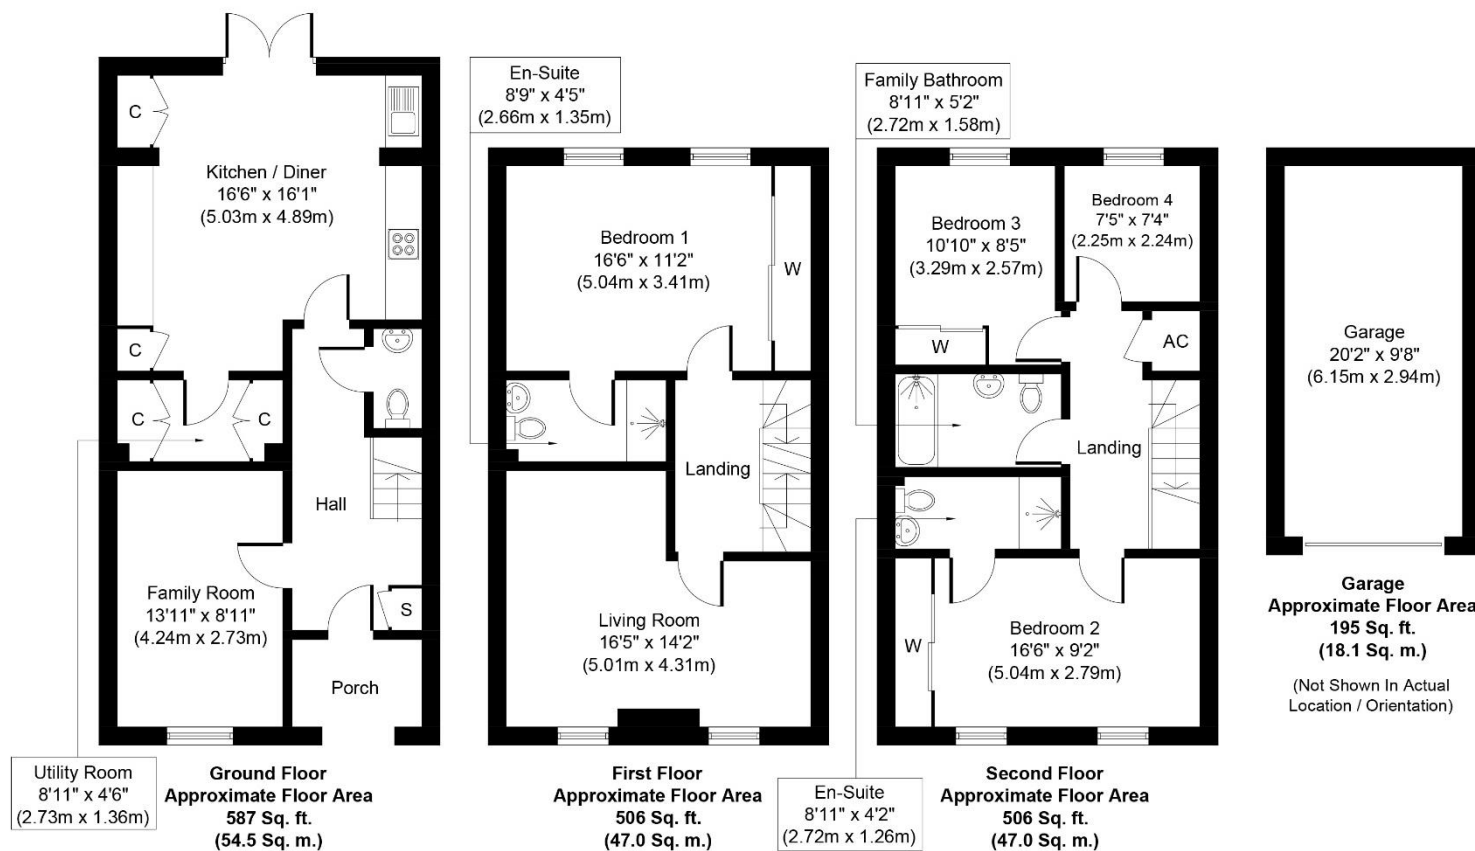 C
Kitchen / Diner
16'6" x 16'1"
(5.03m x 4.89m)
C
C
C
Hall
Family Room
13'11" x 8'11"
(4.24m x 2.73m)
S
Porch
Utility Room
8'11" x 4'6"
(2.73m x 1.36m)
Ground Floor
Approximate Floor Area
587 Sq. ft.
(54.5 Sq. m.)
En-Suite
8'9" x 4'5"
(2.66m x 1.35m)
Bedroom 1
16'6" x 11'2"
(5.04m x 3.41m)
W
Landing
Living Room
16'5" x 14'2"
(5.01m x 4.31m)
First Floor
Approximate Floor Area
506 Sq. ft.
(47.0 Sq. m.)
Family Bathroom
8'11" x 5'2"
(2.72m x 1.58m)
Bedroom 3
10'10" x 8'5"
(3.29m x 2.57m)
Bedroom 4
7'5" x 7'4"
(2.25m x 2.24m)
W
AC
Landing
Bedroom 2
16'6" x 9'2"
(5.04m x 2.79m)
W
En-Suite
8'11" x 4'2"
(2.72m x 1.26m)
Second Floor
Approximate Floor Area
506 Sq. ft.
(47.0 Sq. m.)
Garage
20'2" x 9'8"
(6.15m x 2.94m)
Garage
Approximate Floor Area
195 Sq. ft.
(18.1 Sq. m.)
(Not Shown In Actual
Location / Orientation)